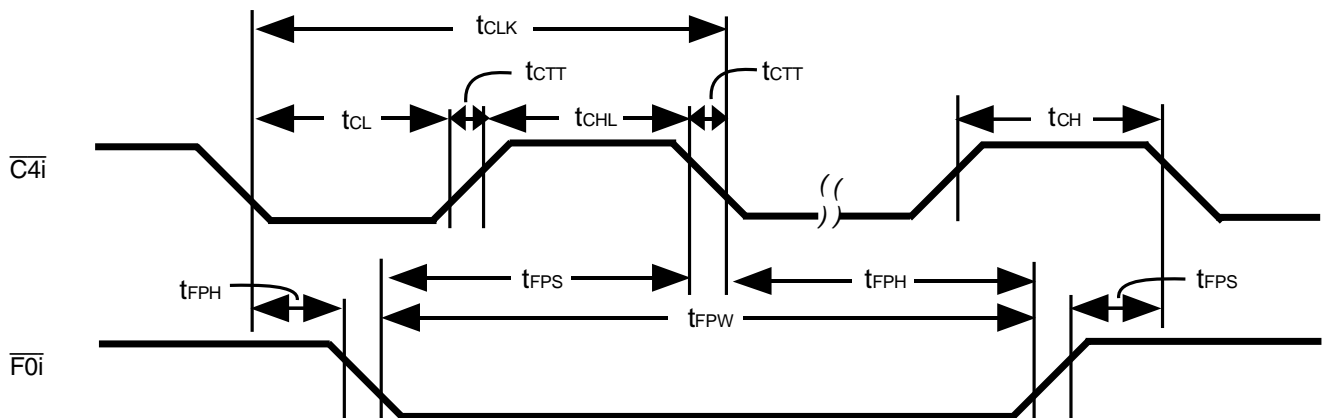 tCLK
tCTT
tCTT
tCL
tCHL
tCH
C4i
tFPH
tFPS
tFPH
tFPS
tFPW
F0i